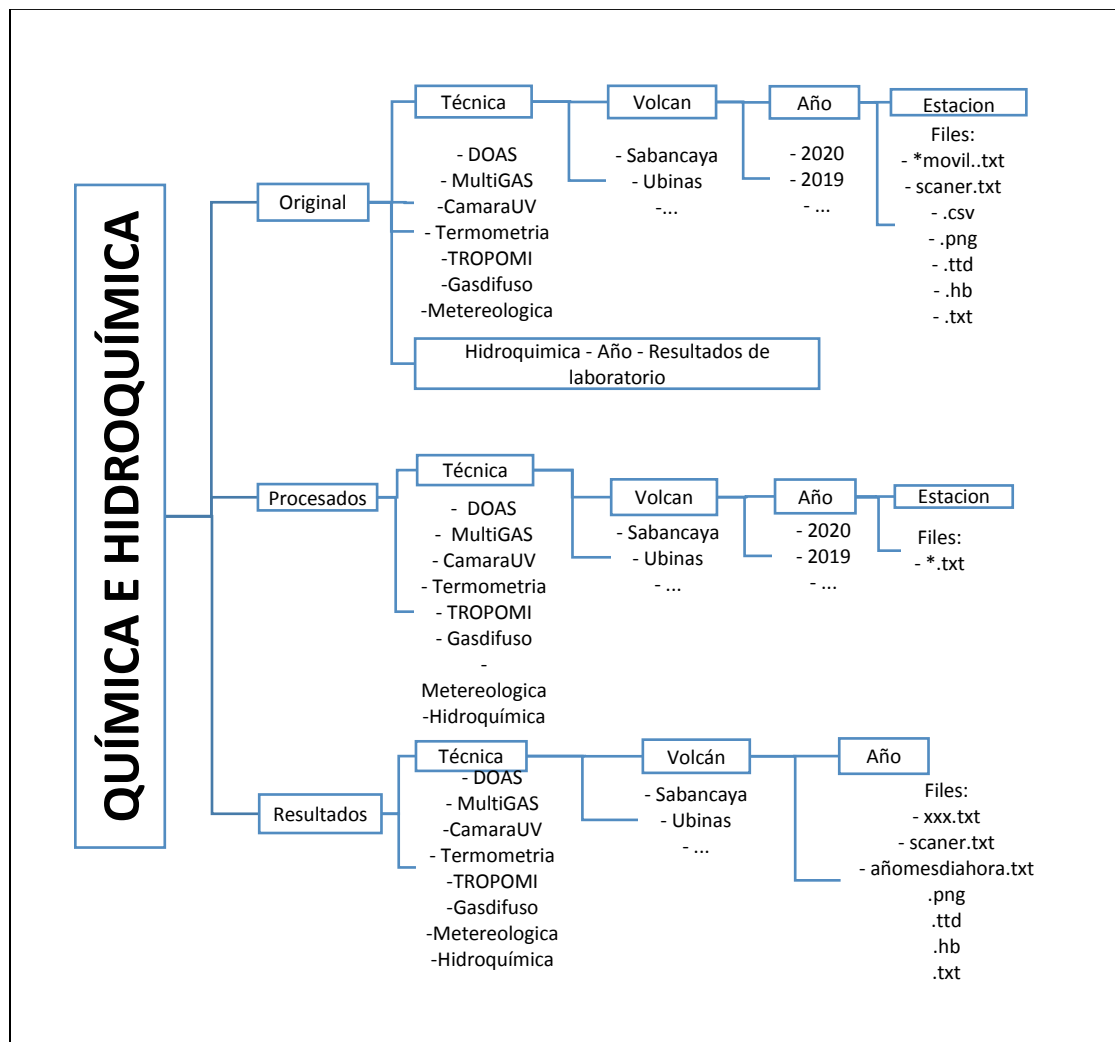 QUÍMICA E HIDROQUÍMICA
Original
Técnica
- DOAS
- MultiGAS
-CamaraUV
- Termometria
-TROPOMI
-Gasdifuso
-Metereologica
Volcan
- Sabancaya
- Ubinas
-...
Año
- 2020
- 2019
- ...
Estacion
Files:
- *movil..txt
- scaner.txt
- .csv
- .png
- .ttd
- .hb
- .txt
Hidroquimica - Año - Resultados de
laboratorio
Procesados
Técnica
- DOAS
- MultiGAS
- CamaraUV
- Termometria
- TROPOMI
- Gasdifuso
-
Metereologica
-Hidroquímica
Volcan
- Sabancaya
- Ubinas
- ...
Año
- 2020
- 2019
- ...
Estacion
Files:
- *.txt
Resultados
Técnica
- DOAS
- MultiGAS
-CamaraUV
- Termometria
-TROPOMI
-Gasdifuso
-Metereologica
-Hidroquímica
Volcán
- Sabancaya
- Ubinas
- ...
Año
Files:
- xxx.txt
- scaner.txt
- añomesdiahora.txt
.png
.ttd
.hb
.txt